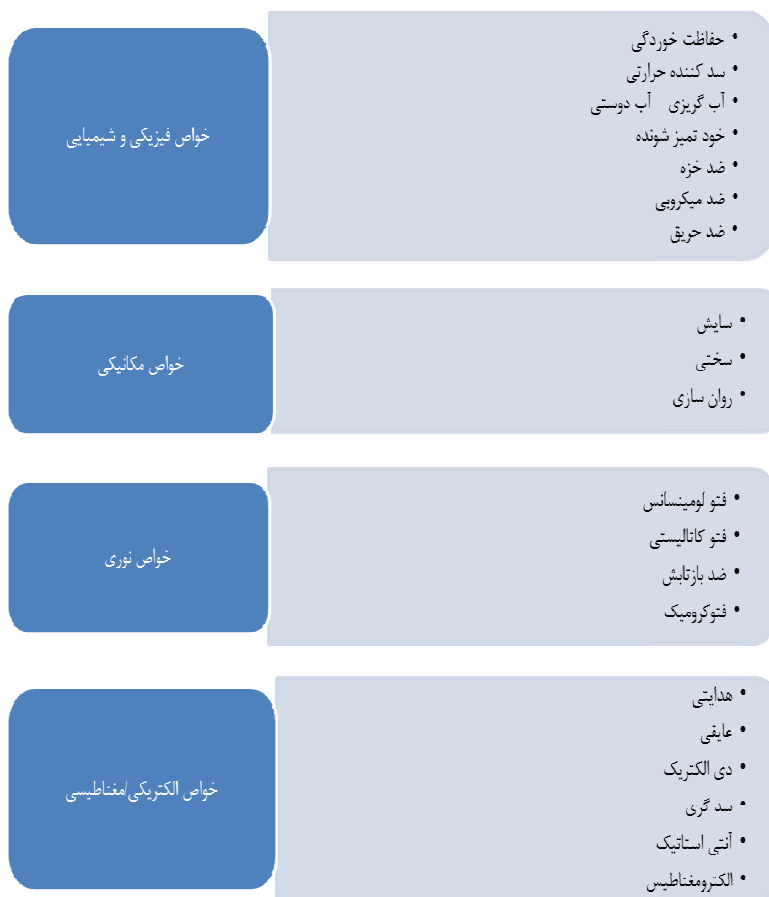 خواص فیزیکی و شیمیایی
• حفاظت خوردگی
• سد کننده حرارتی
• آب گریزی آب دوستی
• خود تمیز شونده
• ضد خزه
• ضد میکروبی
• ضد حریق
خواص مکانیکی
• سایش
• سختی
• روان سازی
خواص نوری
• فتو لومینسانس
• فتو کاتالیستی
• ضد بازتابش
• فتوکرومیک
خواص الکتریکی/مغناطیسی
• هدایتی
• عایقی
• دی الکتریک
• سد گری
• آنتی استاتیک
• الکترومغناطیس